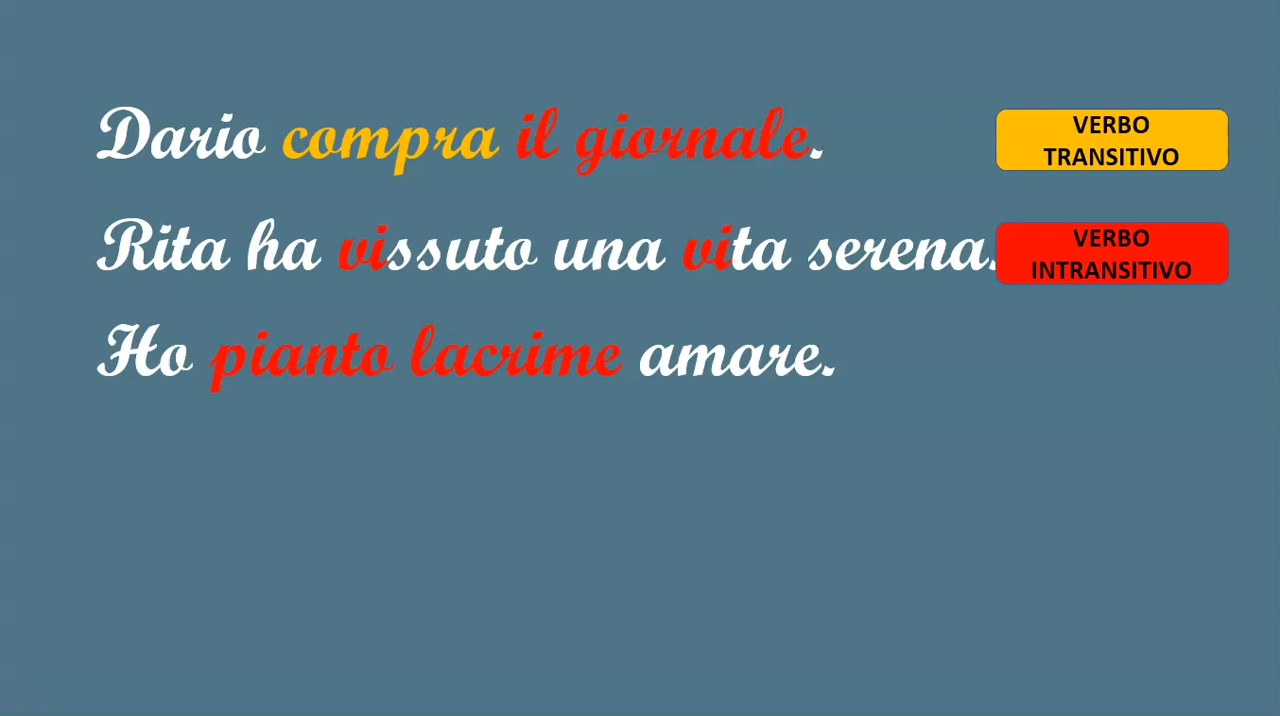 Dario compra il giornale.
VERBO
TRANSITIVO
Rita ha vissuto una vita serena.
VERBO
INTRANSITIVO
Ho pianto lacrime amare.